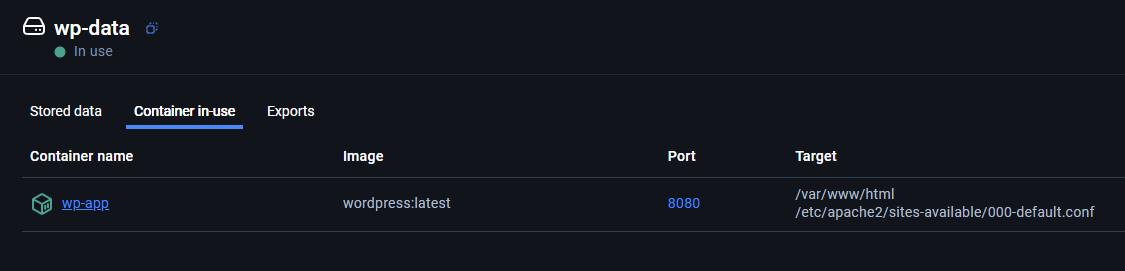 wp-data
In use
Stored data Container in-use Exports
Container name Image Port Target
wp-app wordpress:latest 8080 /var/www/html
/etc/apache2/sites-available/000-default.conf